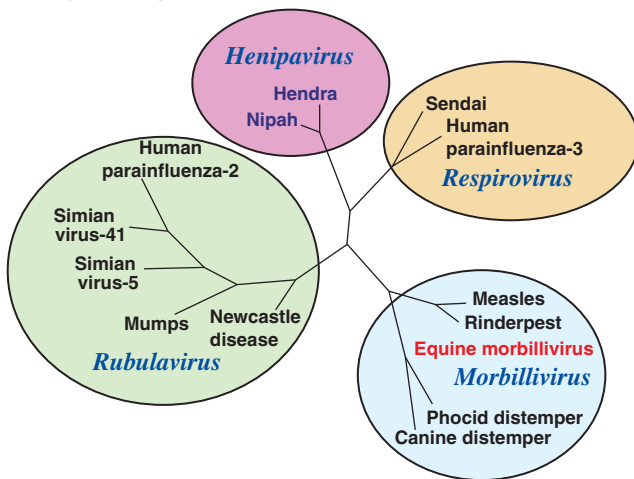 Henipavirus
Hendra
Nipah
Sendai
Human
parainfluenza-3
Respirovirus
Human
parainfluenza-2
Simian
virus-41
Simian
virus-5
Mumps
Newcastle
disease
Rubulavirus
Measles
Rinderpest
Equine morbillivirus
Morbillivirus
Phocid distemper
Canine distemper